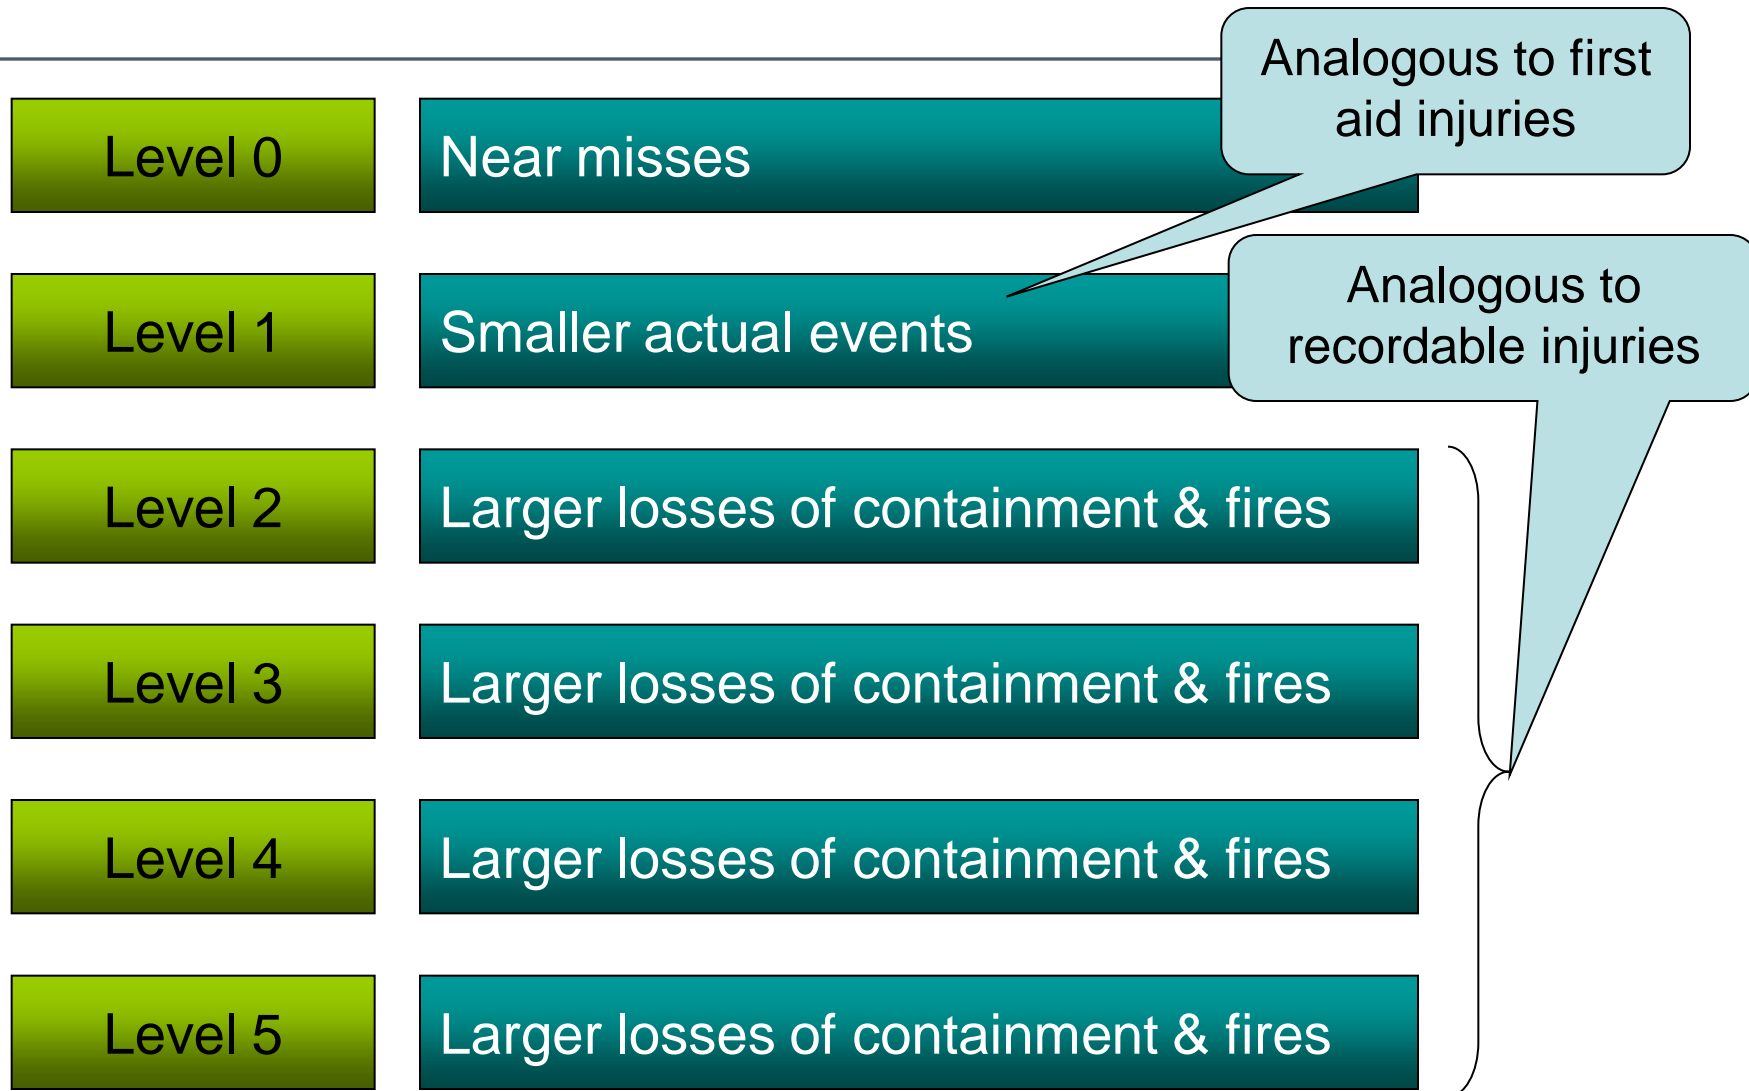 Analogous to first
aid injuries
Level 0
Near misses
Analogous to
recordable injuries
Level 1
Smaller actual events
Level 2
Larger losses of containment & fires
Level 3
Larger losses of containment & fires
Level 4
Larger losses of containment & fires
Level 5
Larger losses of containment & fires